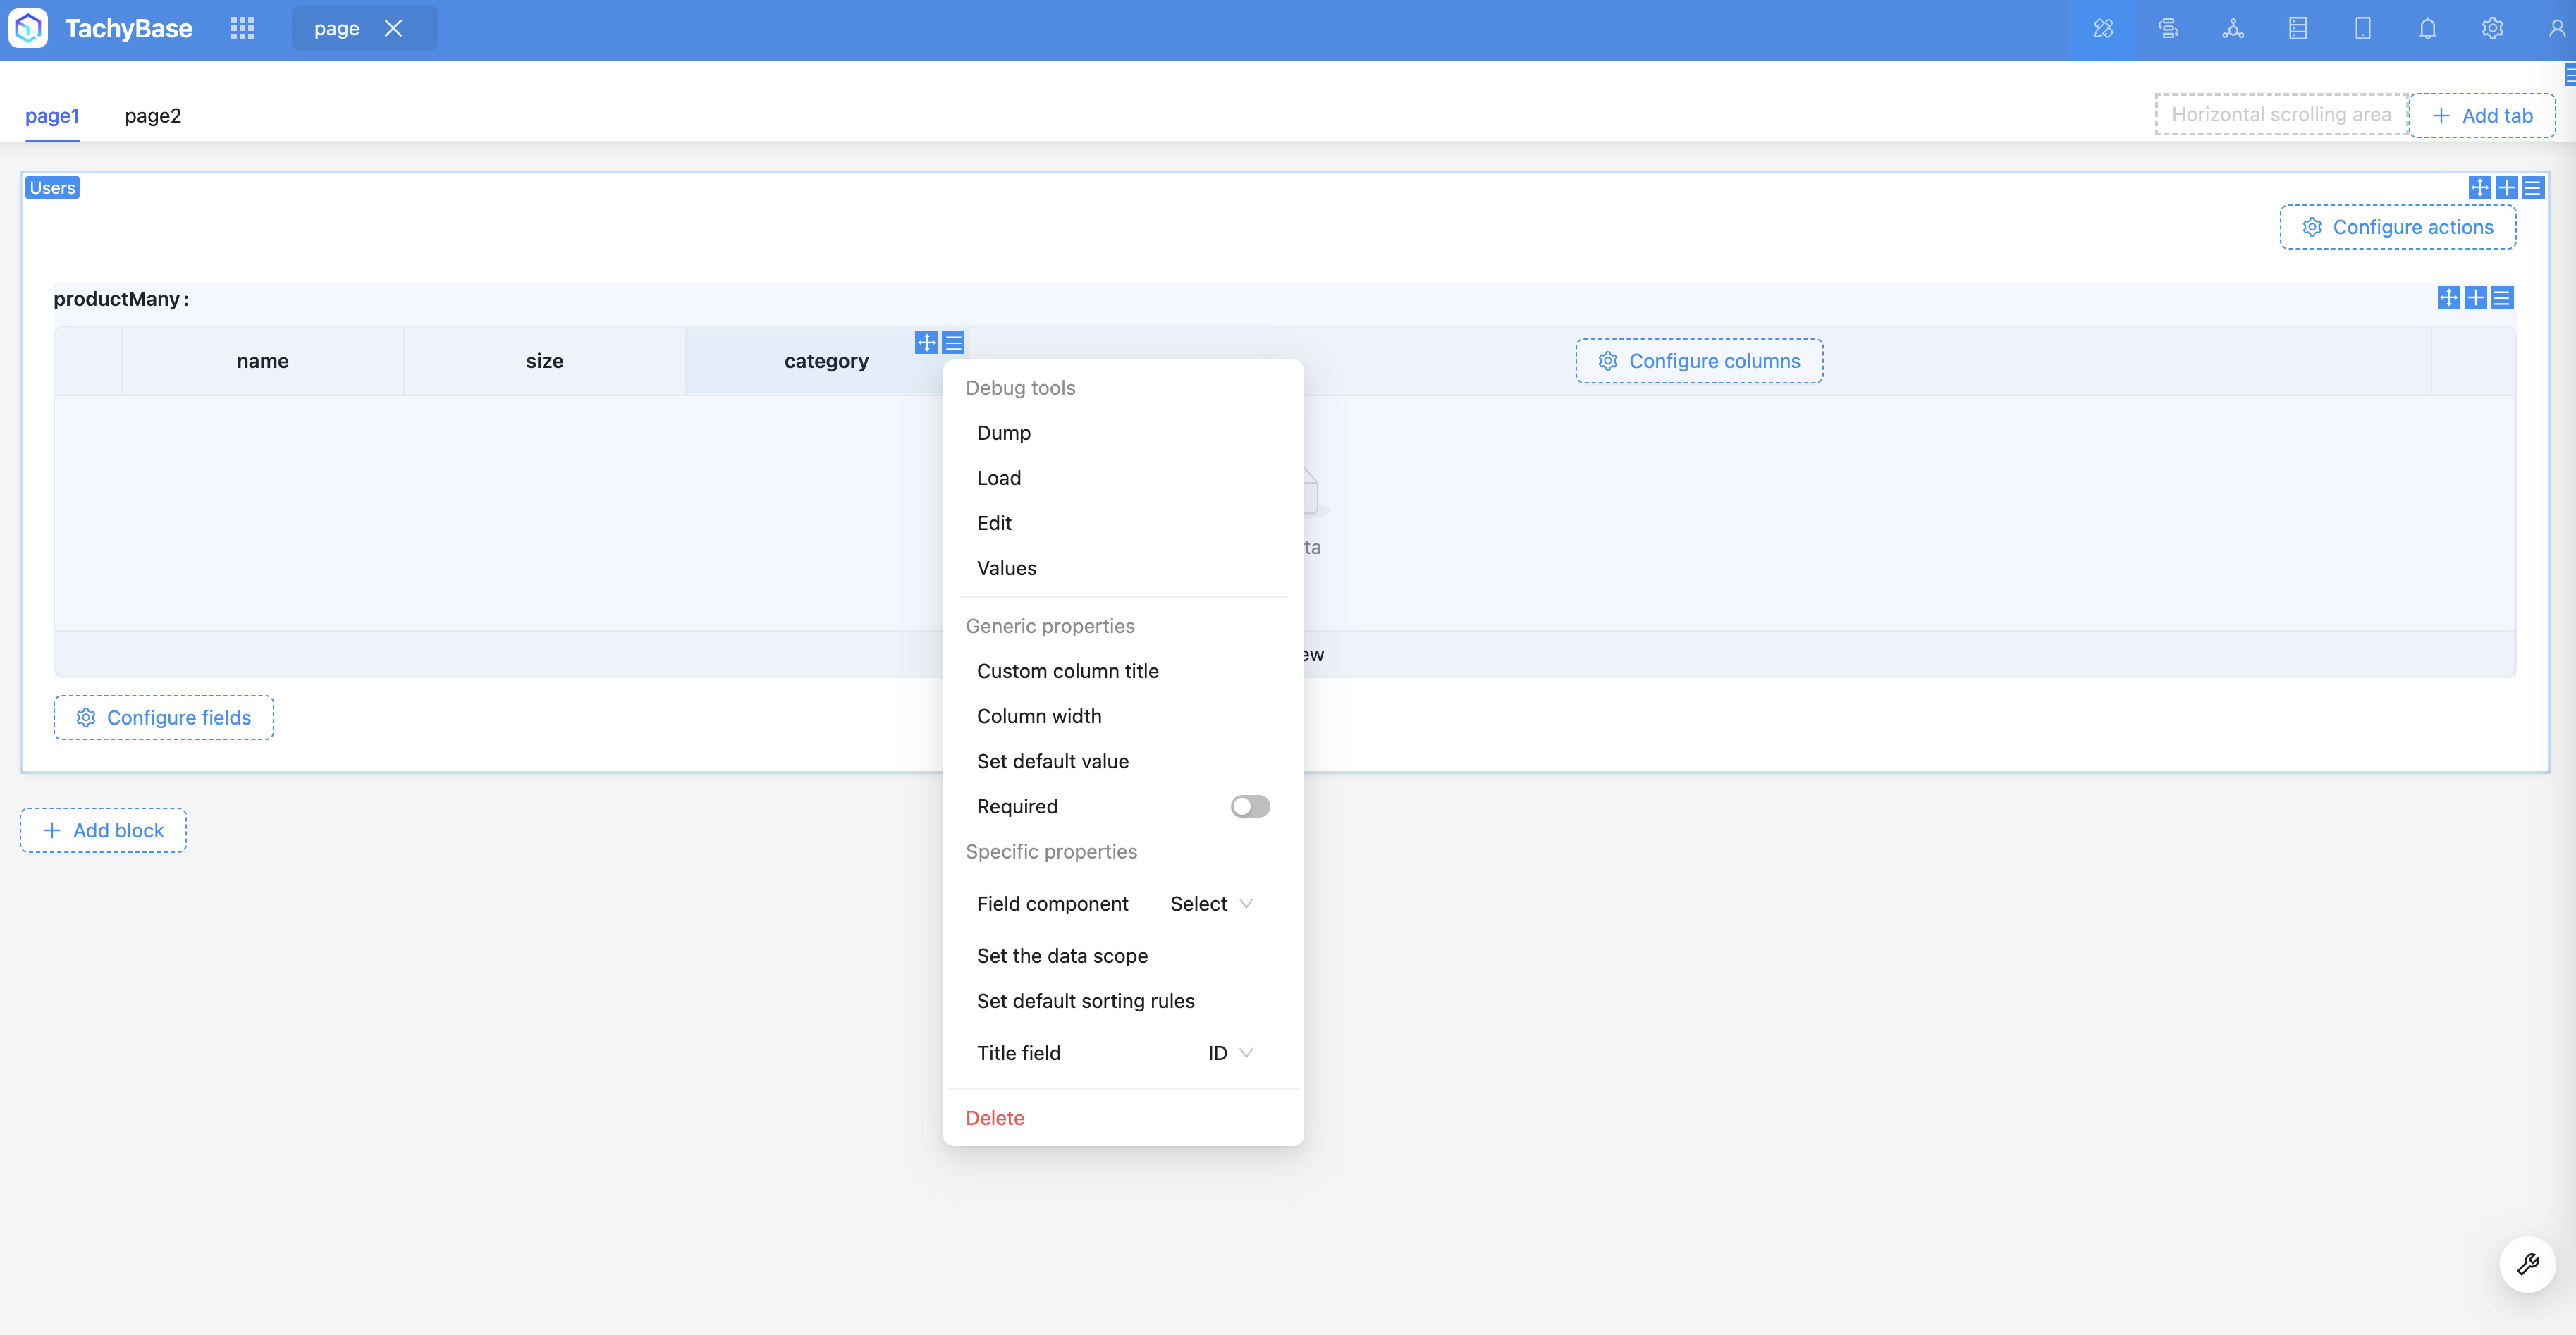 TachyBase page
page1 page2 Horizontal scrolling area Add tab
Users
Configure actions
productMany :
name size category Configure columns
Debug tools
Dump
Load
Edit
Values
Generic properties
Custom column title
Column width
Configure fields
Set default value
Required
Add block
Specific properties
Field component Select
Set the data scope
Set default sorting rules
Title field ID
Delete